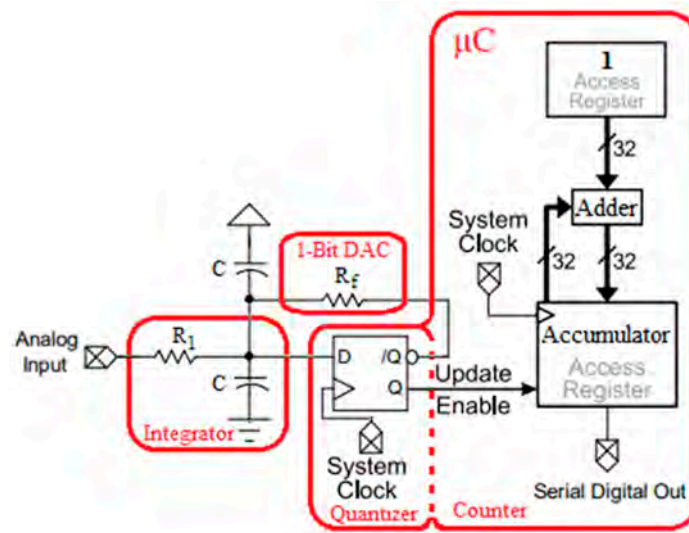 μC
1
Access
Register
32
Adder
System
Clock
32
32
1-Bit DAC
C
Rf
Analog
Input
R1
D
/Q
Accumulator
Access
Register
C
Q
Update
Enable
Integrator
System
Clock
Serial Digital Out
Quantizer
Counter